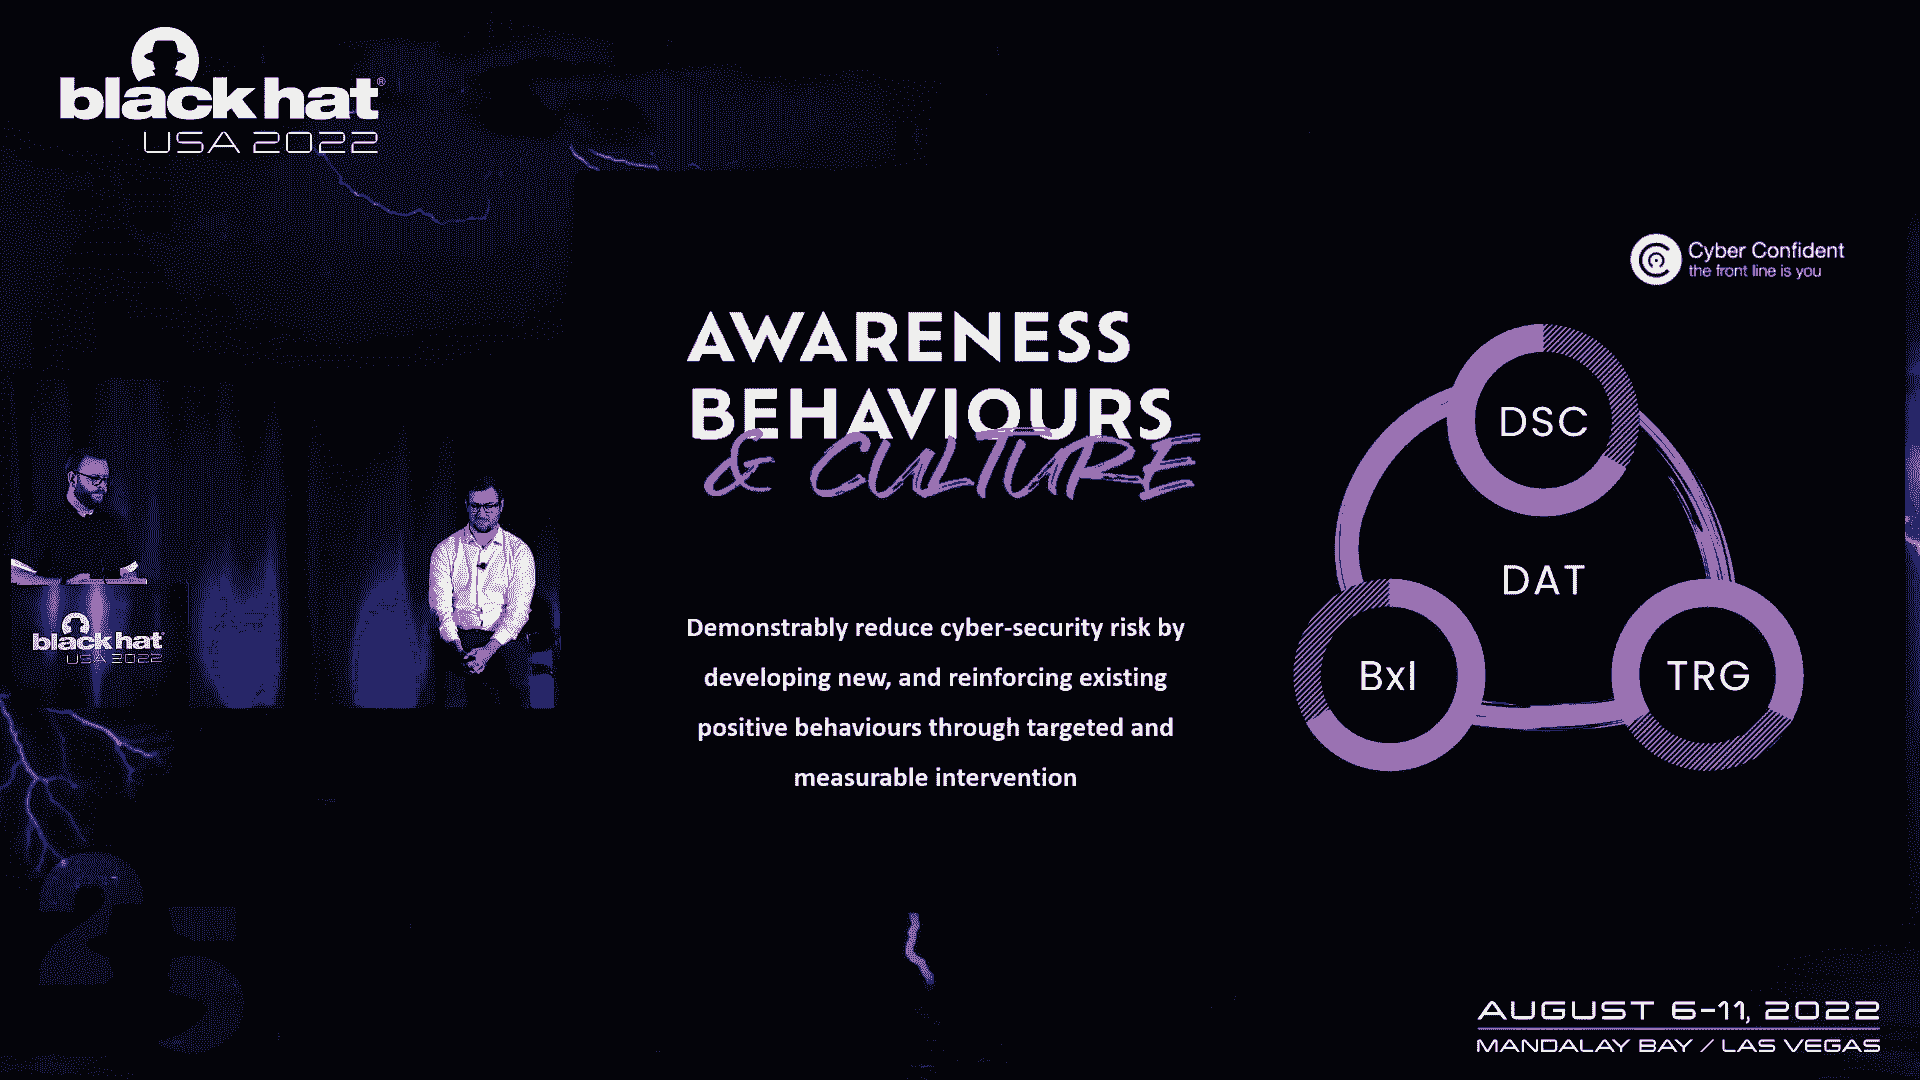 black hat®
USA 2022
Cyber Confident
the front line is you
AWARENESS
BEHAVIOURS
& CULTURE
Demonstrably reduce cyber-security risk by
developing new, and reinforcing existing
positive behaviours through targeted and
measurable intervention
DSC
DAT
BxI
TRG
black hat
USA 2022
25
AUGUST 6-11, 2022
MANDALAY BAY / LAS VEGAS